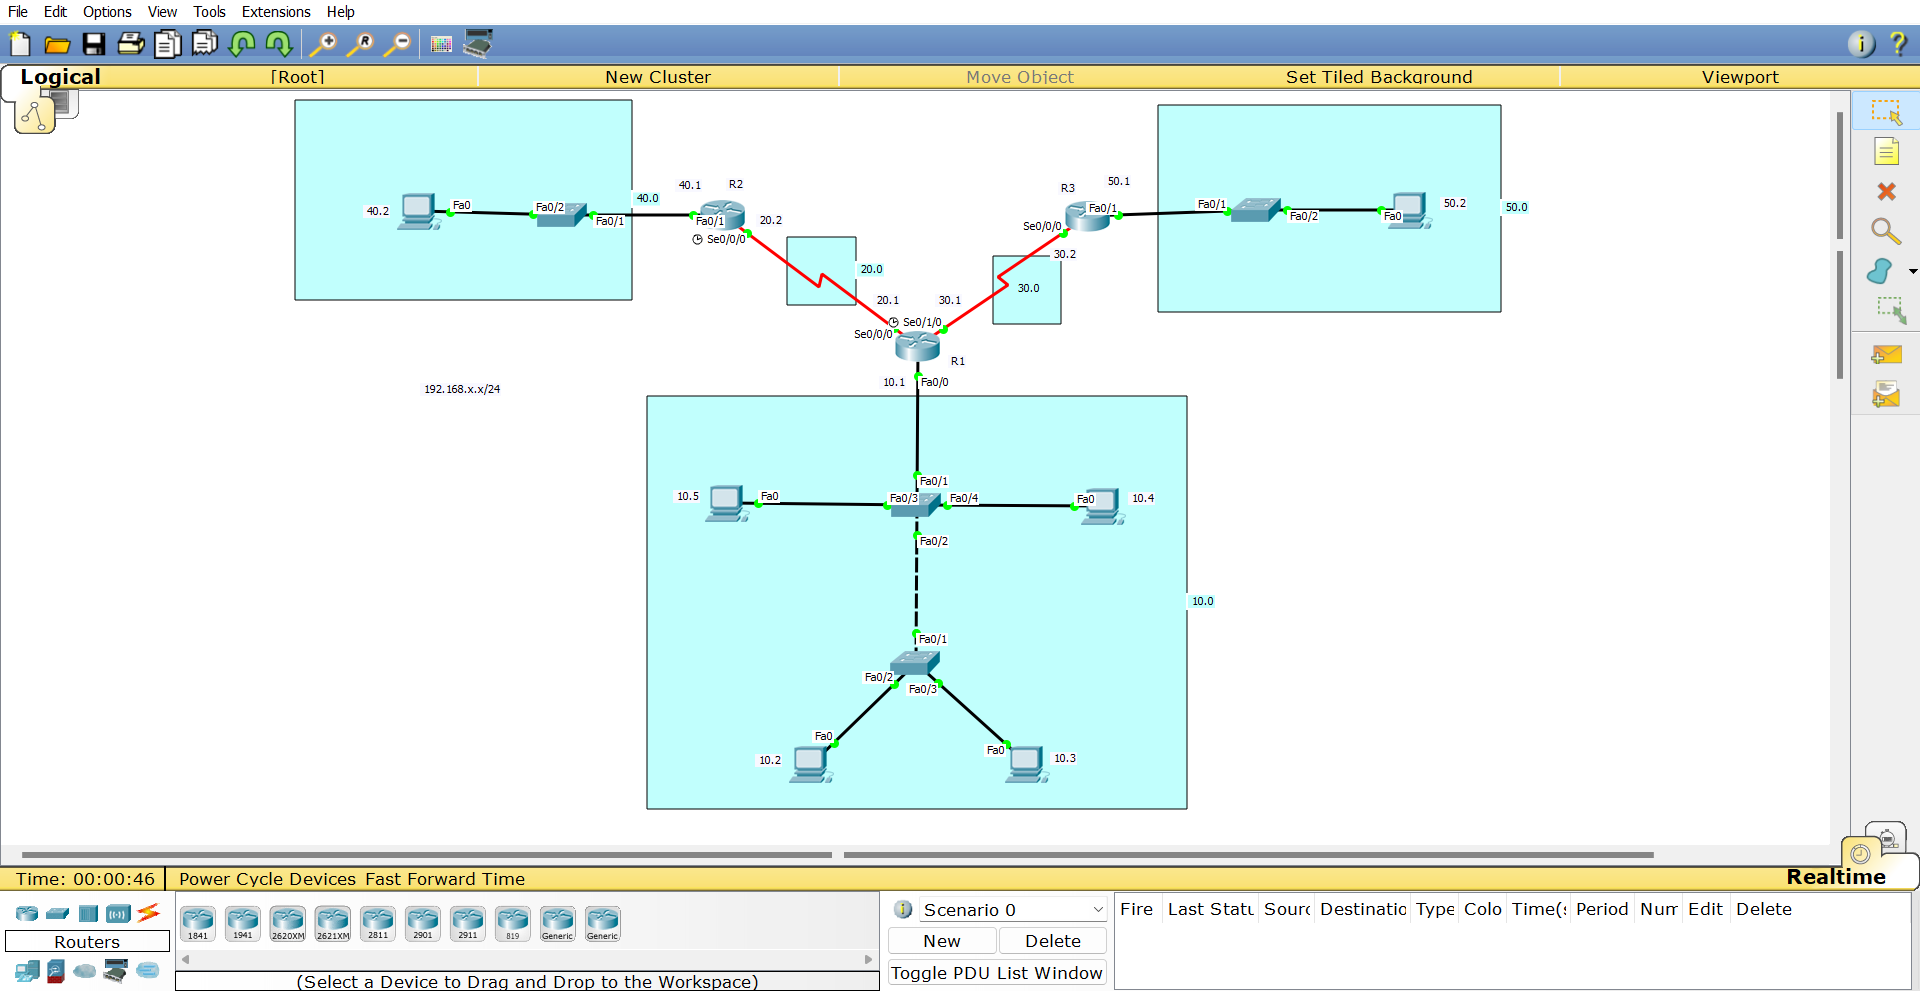 File Edit Options View Tools Extensions Help
Logical [Root] New Cluster Move Object Set Tiled Background Viewport
40.2 Fa0 Fa0/2 Fa0/1 40.0 40.1 R2
Fa0/1 20.2
Se0/0/0
20.0
20.1
R3 50.1
Fa0/1 Fa0/1 Fa0/2 Fa0 50.2 50.0
Se0/0/0
30.2
30.0
30.1
Se0/1/0
Se0/0/0
R1
10.1 Fa0/0
192.168.x.x/24
Fa0/1
10.5 Fa0 Fa0/3 Fa0/4 Fa0 10.4
Fa0/2
10.0
Fa0/1
Fa0/2
Fa0/3
Fa0 Fa0
10.2 10.3
Time: 00:00:46 Power Cycle Devices Fast Forward Time Realtime
Routers
1841 1941 2620XM 2621XM 2811 2901 2911 819 Generic Generic
(Select a Device to Drag and Drop to the Workspace)
Scenario 0
New Delete
Toggle PDU List Window
Fire Last Statu Sourc Destinatio Type Colo Time(s Period Num Edit Delete